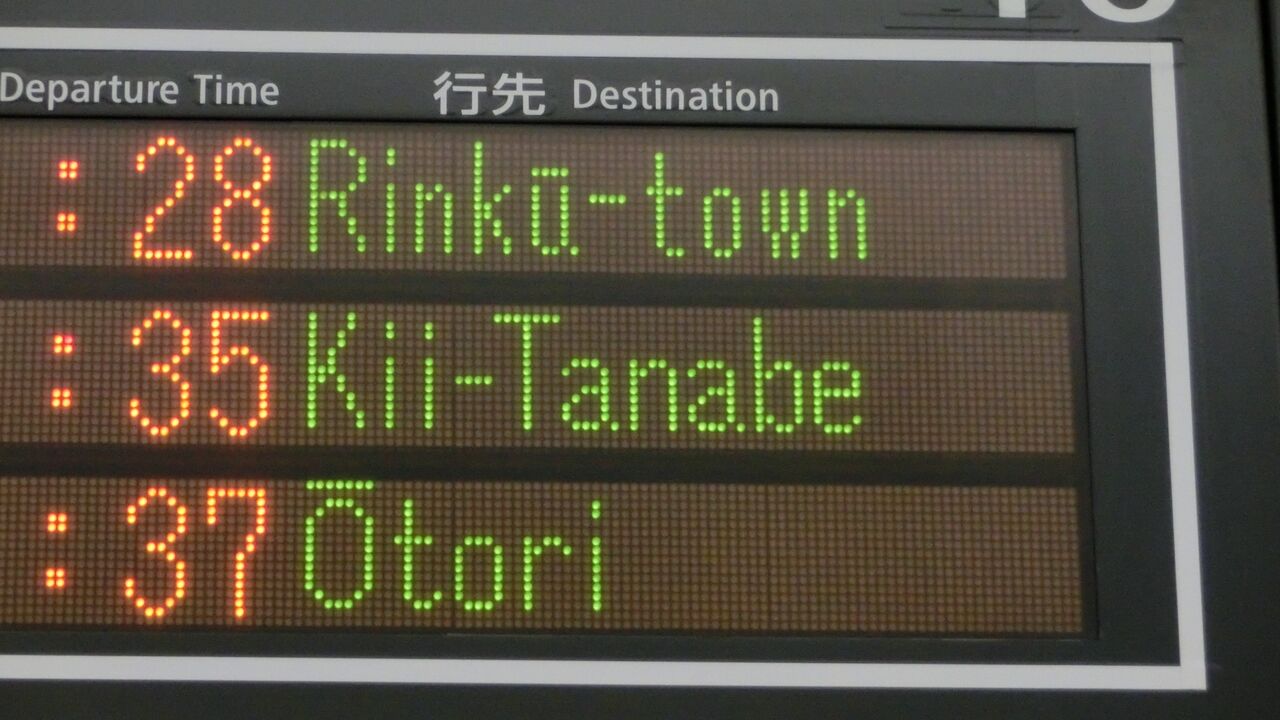 Departure Time 行先 Destination
:28 Rinkū-town
:35 Kii-Tanabe
:37 Ōtori